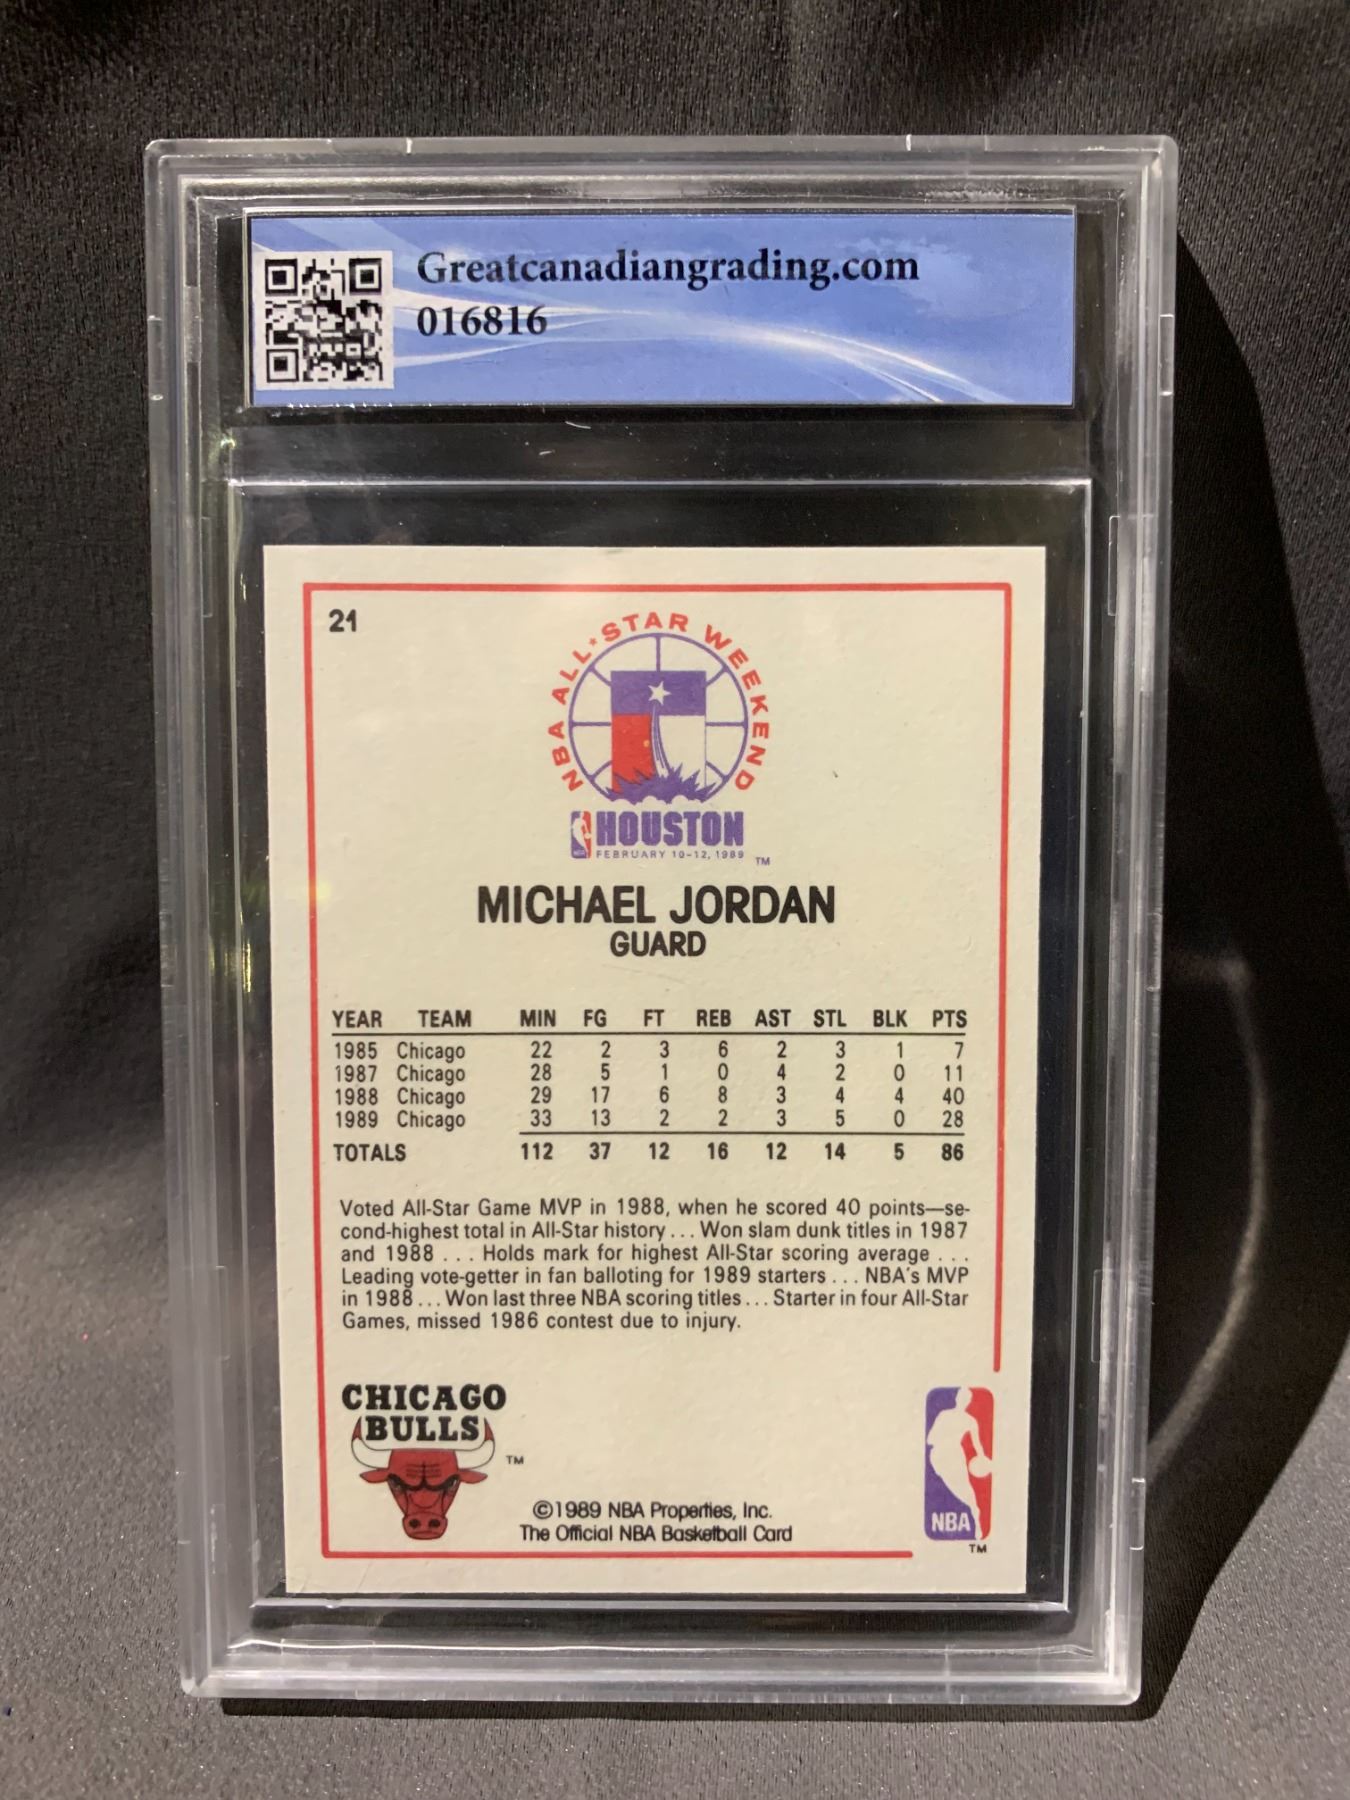 Greatcanadiangrading.com
016816
21
NBA ALL·STAR WEEKEND
NBA
HOUSTON
FEBRUARY 10-12, 1989 TM
MICHAEL JORDAN
GUARD
YEAR TEAM MIN FG FT REB AST STL BLK PTS
1985 Chicago 22 2 3 6 2 3 1 7
1987 Chicago 28 5 1 0 4 2 0 11
1988 Chicago 29 17 6 8 3 4 4 40
1989 Chicago 33 13 2 2 3 5 0 28
TOTALS 112 37 12 16 12 14 5 86
Voted All-Star Game MVP in 1988, when he scored 40 points—se-
cond-highest total in All-Star history... Won slam dunk titles in 1987
and 1988 ... Holds mark for highest All-Star scoring average ...
Leading vote-getter in fan balloting for 1989 starters ... NBA's MVP
in 1988... Won last three NBA scoring titles... Starter in four All-Star
Games, missed 1986 contest due to injury.
CHICAGO
BULLS
TM
©1989 NBA Properties, Inc.
The Official NBA Basketball Card
NBA
TM